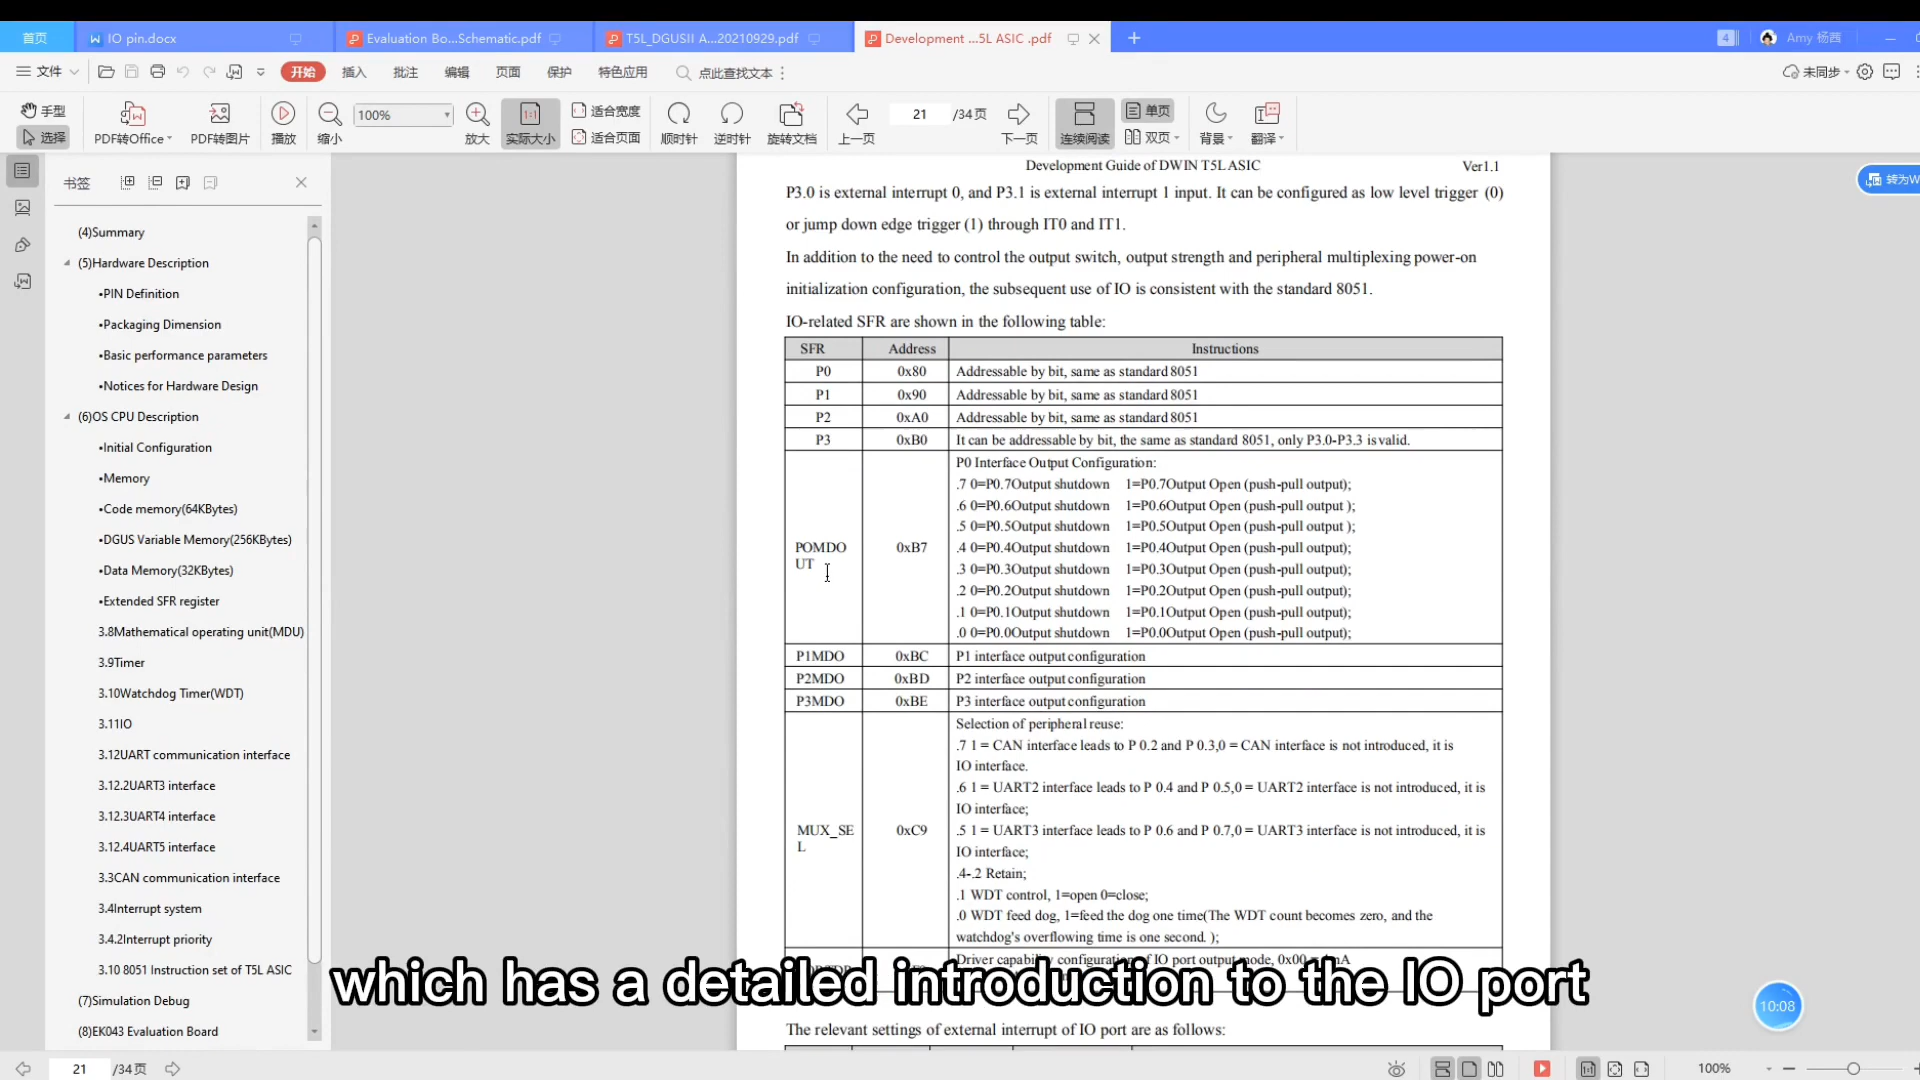 首页
IO pin.docx
Evaluation Bo...Schematic.pdf
T5L_DGUSII A...20210929.pdf
Development ...5L ASIC .pdf
4
Amy 杨茜
文件
开始
插入
批注
编辑
页面
保护
特色应用
点此查找文本
未同步
手型
选择
PDF转Office
PDF转图片
播放
缩小
100%
放大
1:1
实际大小
适合宽度
适合页面
顺时针
逆时针
旋转文档
上一页
21
/34页
下一页
连续阅读
单页
双页
背景
翻译
书签
(4)Summary
(5)Hardware Description
•PIN Definition
•Packaging Dimension
•Basic performance parameters
•Notices for Hardware Design
(6)OS CPU Description
•Initial Configuration
•Memory
•Code memory(64KBytes)
•DGUS Variable Memory(256KBytes)
•Data Memory(32KBytes)
•Extended SFR register
3.8Mathematical operating unit(MDU)
3.9Timer
3.10Watchdog Timer(WDT)
3.11IO
3.12UART communication interface
3.12.2UART3 interface
3.12.3UART4 interface
3.12.4UART5 interface
3.3CAN communication interface
3.4Interrupt system
3.4.2Interrupt priority
3.10 8051 Instruction set of T5L ASIC
(7)Simulation Debug
(8)EK043 Evaluation Board
转为W
Development Guide of DWIN T5LASIC Ver1.1
P3.0 is external interrupt 0, and P3.1 is external interrupt 1 input. It can be configured as low level trigger (0)
or jump down edge trigger (1) through IT0 and IT1.
In addition to the need to control the output switch, output strength and peripheral multiplexing power-on
initialization configuration, the subsequent use of IO is consistent with the standard 8051.
IO-related SFR are shown in the following table:
SFR Address Instructions
P0 0x80 Addressable by bit, same as standard 8051
P1 0x90 Addressable by bit, same as standard 8051
P2 0xA0 Addressable by bit, same as standard 8051
P3 0xB0 It can be addressable by bit, the same as standard 8051, only P3.0-P3.3 is valid.
P0 Interface Output Configuration:
.7 0=P0.7Output shutdown 1=P0.7Output Open (push-pull output);
.6 0=P0.6Output shutdown 1=P0.6Output Open (push-pull output );
.5 0=P0.5Output shutdown 1=P0.5Output Open (push-pull output );
POMDO 0xB7 .4 0=P0.4Output shutdown 1=P0.4Output Open (push-pull output);
UT .3 0=P0.3Output shutdown 1=P0.3Output Open (push-pull output);
.2 0=P0.2Output shutdown 1=P0.2Output Open (push-pull output);
.1 0=P0.1Output shutdown 1=P0.1Output Open (push-pull output);
.0 0=P0.0Output shutdown 1=P0.0Output Open (push-pull output);
P1MDO 0xBC P1 interface output configuration
P2MDO 0xBD P2 interface output configuration
P3MDO 0xBE P3 interface output configuration
Selection of peripheral reuse:
.7 1 = CAN interface leads to P 0.2 and P 0.3,0 = CAN interface is not introduced, it is
IO interface.
.6 1 = UART2 interface leads to P 0.4 and P 0.5,0 = UART2 interface is not introduced, it is
IO interface;
MUX_SE 0xC9 .5 1 = UART3 interface leads to P 0.6 and P 0.7,0 = UART3 interface is not introduced, it is
L IO interface;
.4-.2 Retain;
.1 WDT control, 1=open 0=close;
.0 WDT feed dog, 1=feed the dog one time(The WDT count becomes zero, and the
watchdog's overflowing time is one second. );
Driver capability configuration of IO port output mode, 0x00
which has a detailed introduction to the IO port
10:08
The relevant settings of external interrupt of IO port are as follows:
21
/34页
100%